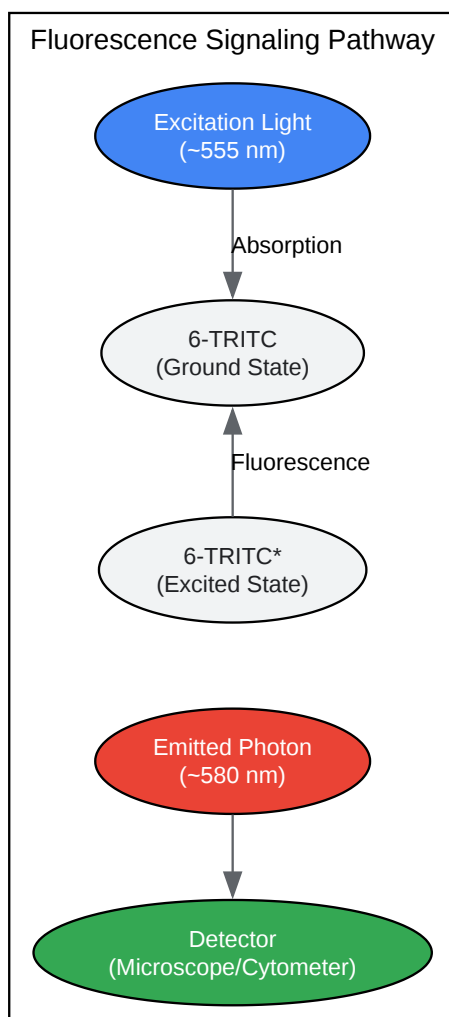 Fluorescence Signaling Pathway
Excitation Light
(~555 nm)
Absorption
6-TRITC
(Ground State)
Fluorescence
6-TRITC*
(Excited State)
Emitted Photon
(~580 nm)
Detector
(Microscope/Cytometer)